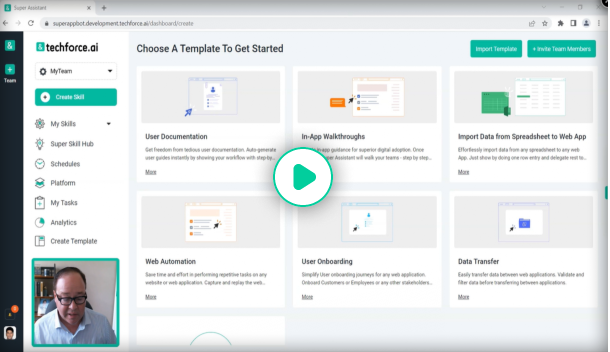 Super Assistant
superappbot.development.techforce.ai/dashboard/create
techforce.ai
Choose A Template To Get Started
Import Template
+ Invite Team Members
Team
MyTeam
Create Skill
My Skills
Super Skill Hub
Schedules
Platform
My Tasks
Analytics
Create Template
User Documentation
Get freedom from tedious user documentation. Auto-generate
user guides instantly by showing your workflow with step-by...
More
In-App Walkthroughs
in-app guidance for superior digital adoption. Once
per Assistant will walk your teams - step by step...
More
Import Data from Spreadsheet to Web App
Effortlessly import data from any spreadsheet to any web
App. Just show by doing one row entry and delegate rest to...
More
Web Automation
Save time and effort in performing repetitive tasks on any
website or web application. Capture and replay the web...
More
User Onboarding
Simplify User onboarding journeys for any web application.
Onboard Customers or Employees or any other stakeholders...
More
Data Transfer
Easily transfer data between web applications. Validate and
filter data before transferring between applications.
More